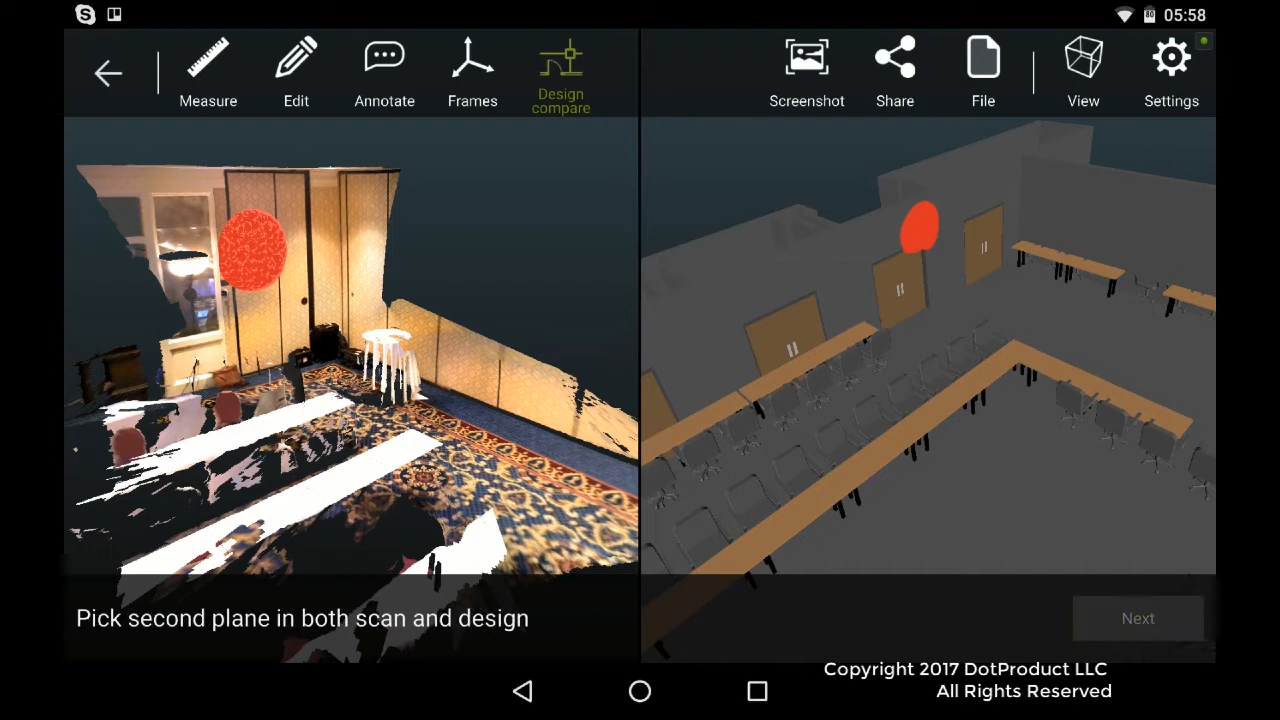 05:58
Measure
Edit
Annotate
Frames
Design
compare
Screenshot
Share
File
View
Settings
Pick second plane in both scan and design
Next
Copyright 2017 DotProduct LLC
All Rights Reserved